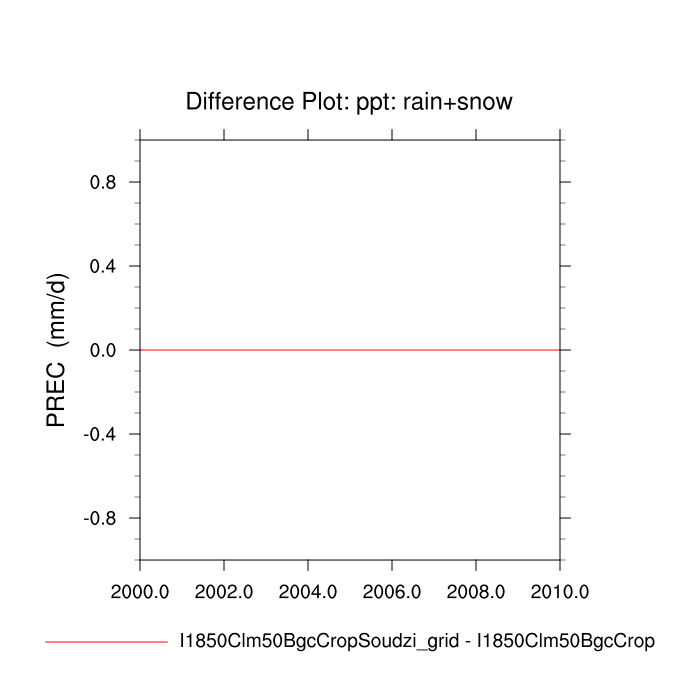 Difference Plot: ppt: rain+snow
PREC (mm/d)
0.8
0.4
0.0
-0.4
-0.8
2000.0 2002.0 2004.0 2006.0 2008.0 2010.0
I1850Clm50BgcCropSoudzi_grid - I1850Clm50BgcCrop